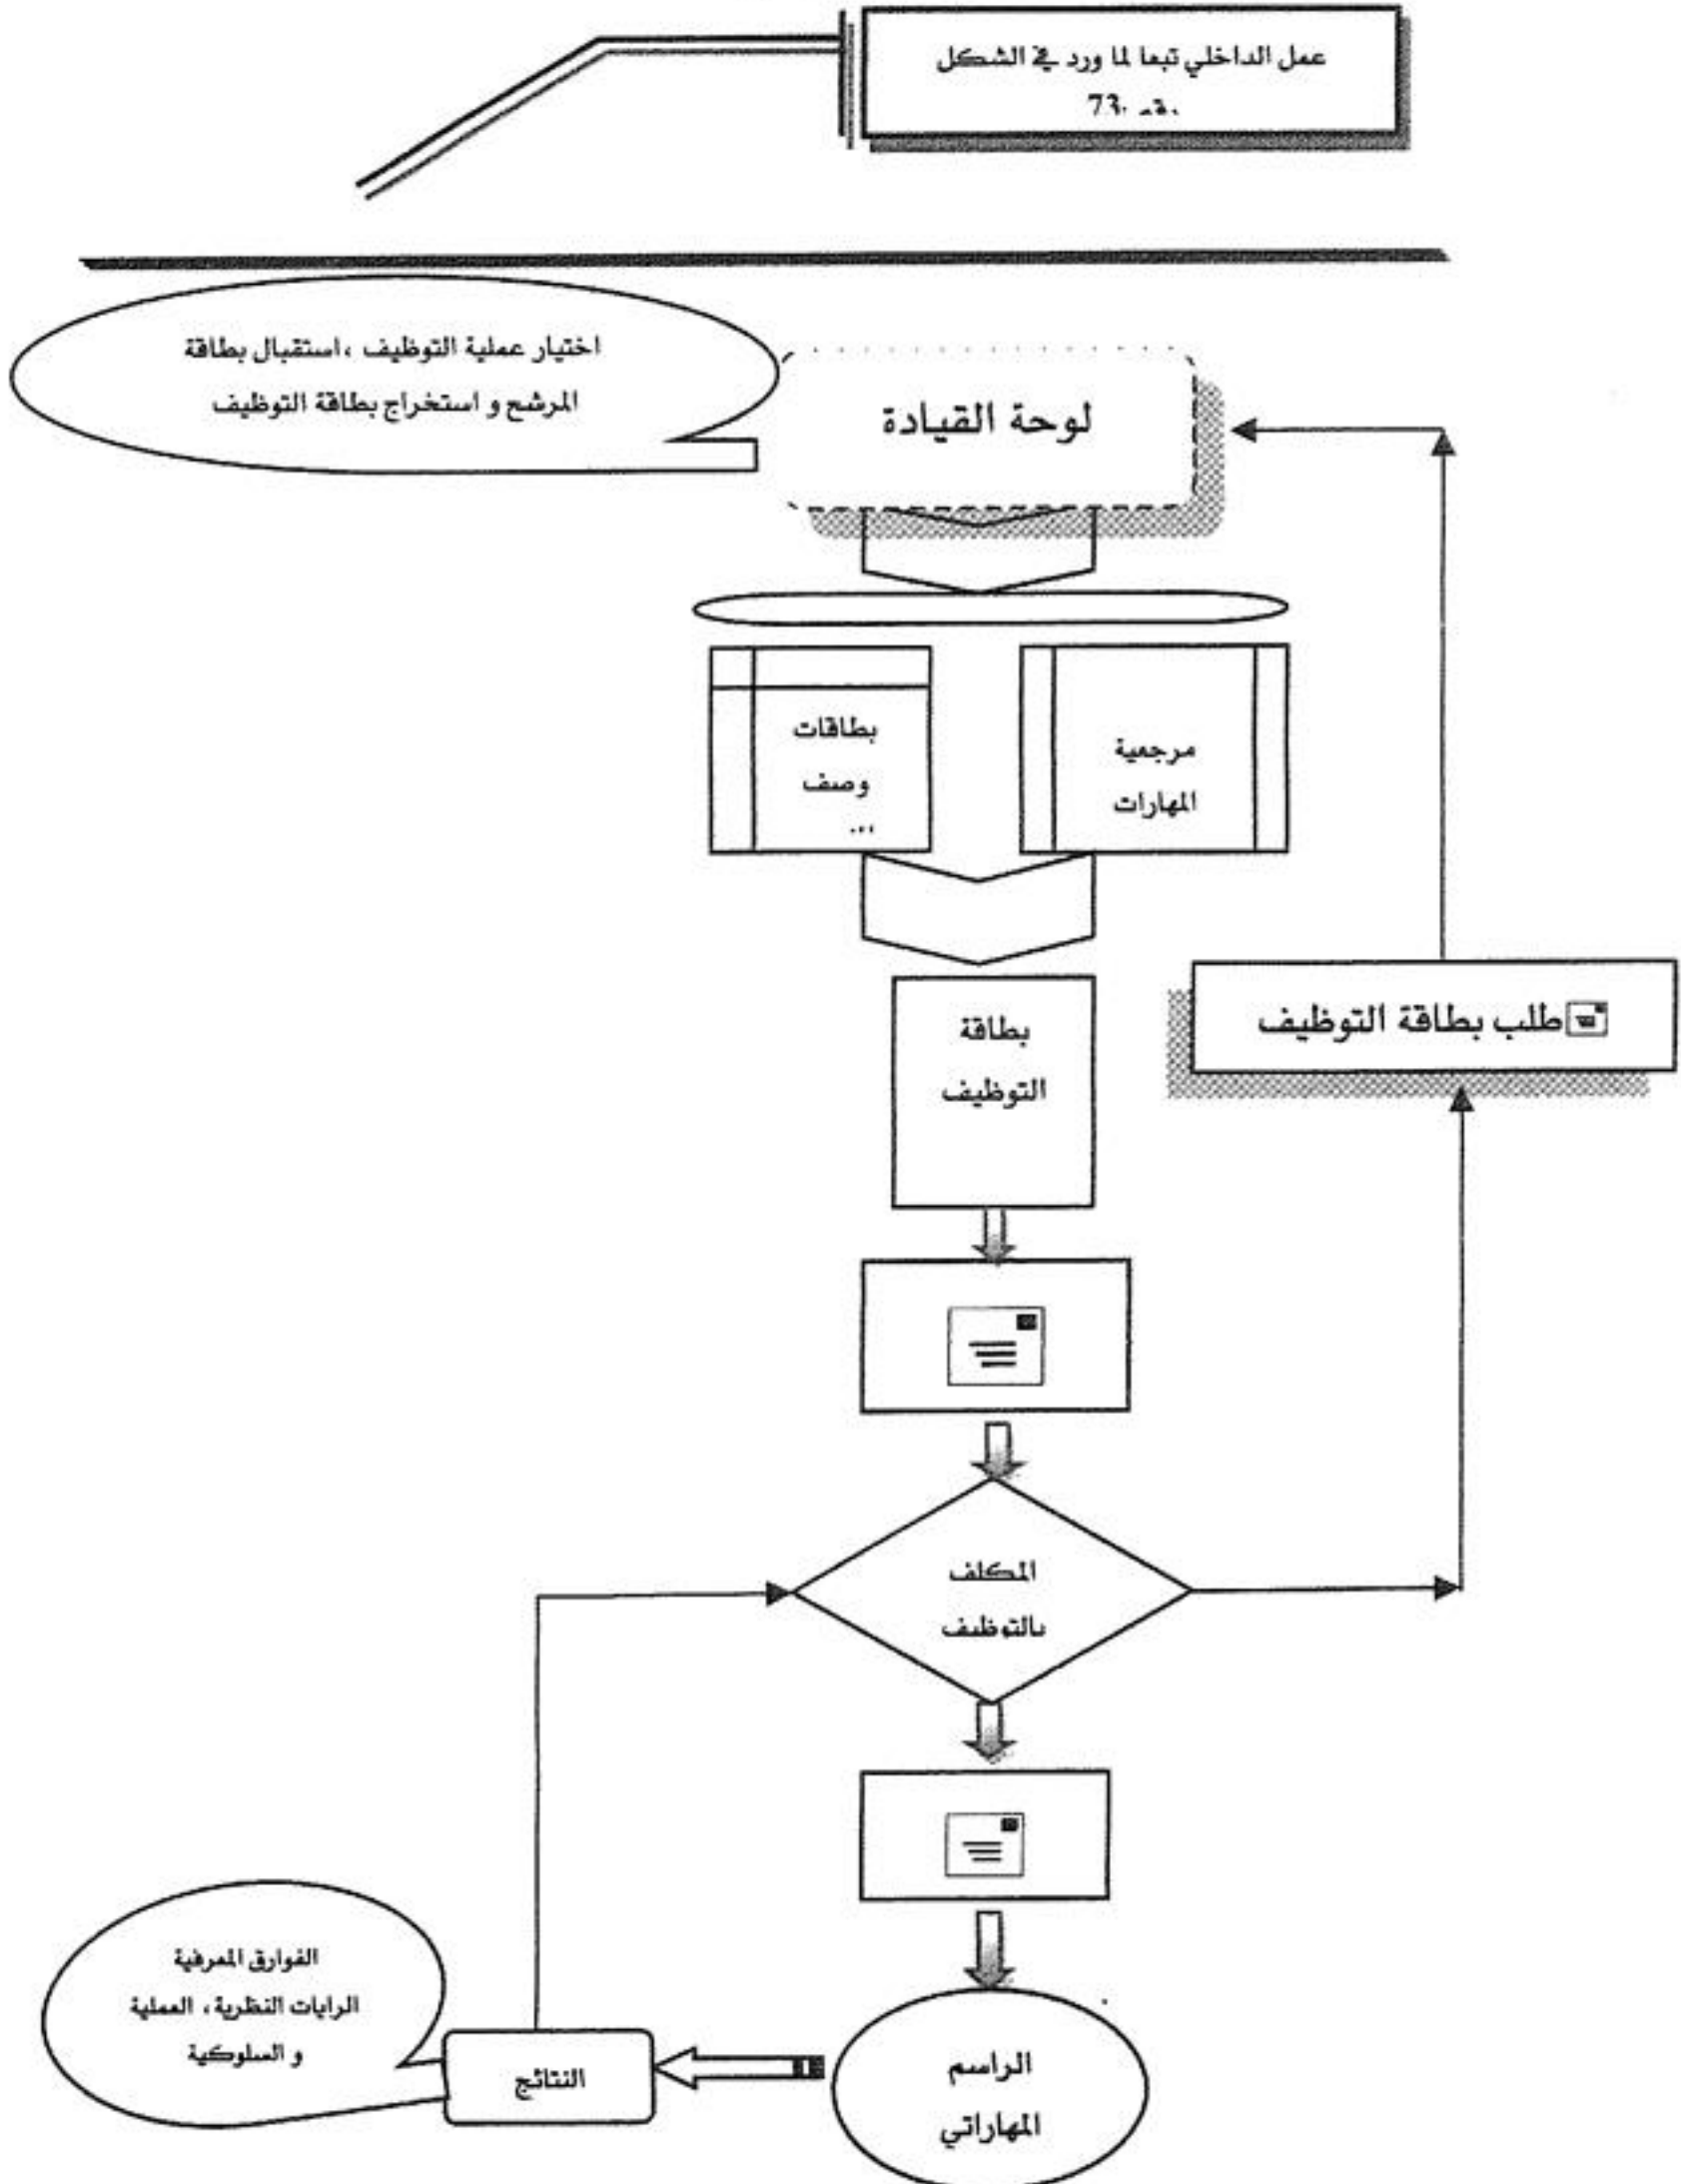 عمل الداخلي تبعا لما ورد في الشكل
73.
اختيار عملية التوظيف ،استقبال بطاقة
المرشح و استخراج بطاقة التوظيف
لوحة القيادة
بطاقات
وصف
...
مرجعية
المهارات
بطاقة
التوظيف
طلب بطاقة التوظيف
المكلف
بالتوظيف
الفوارق المعرفية
الرايات النظرية، العملية
و السلوكية
النتائج
الراسم
المهاراتي